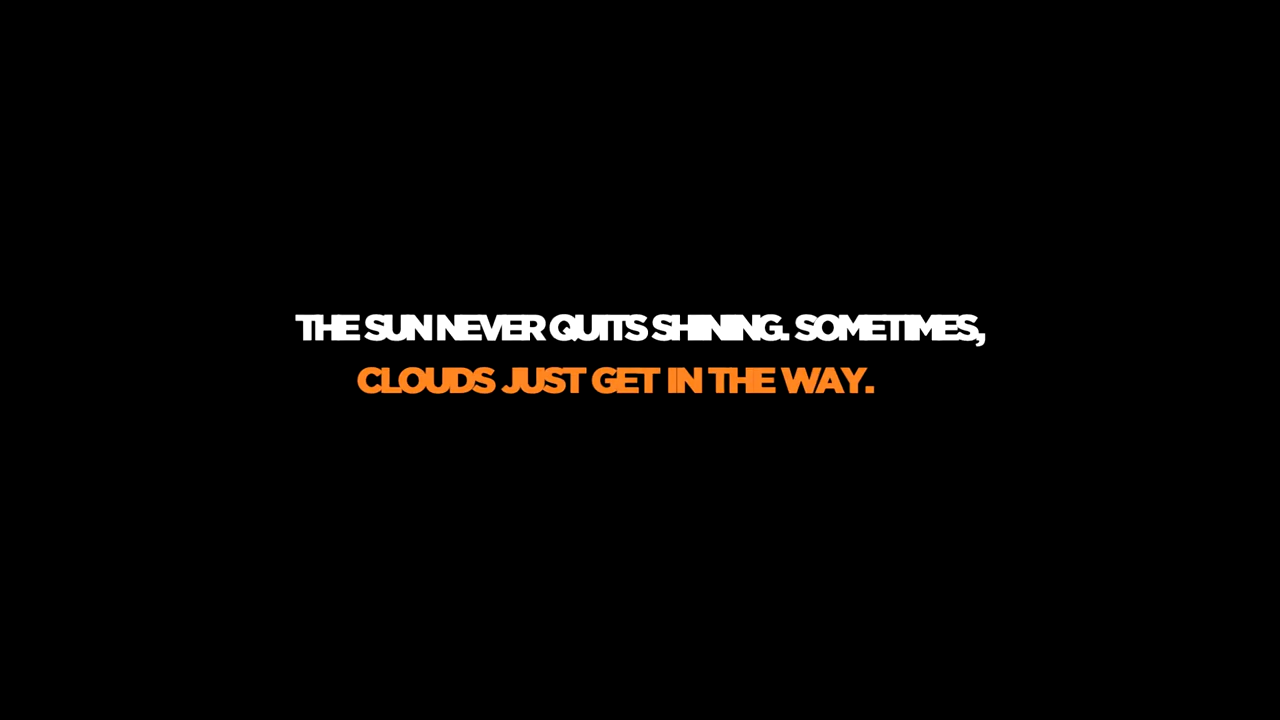 THE SUN NEVER QUITS SHINING. SOMETIMES,
CLOUDS JUST GET IN THE WAY.